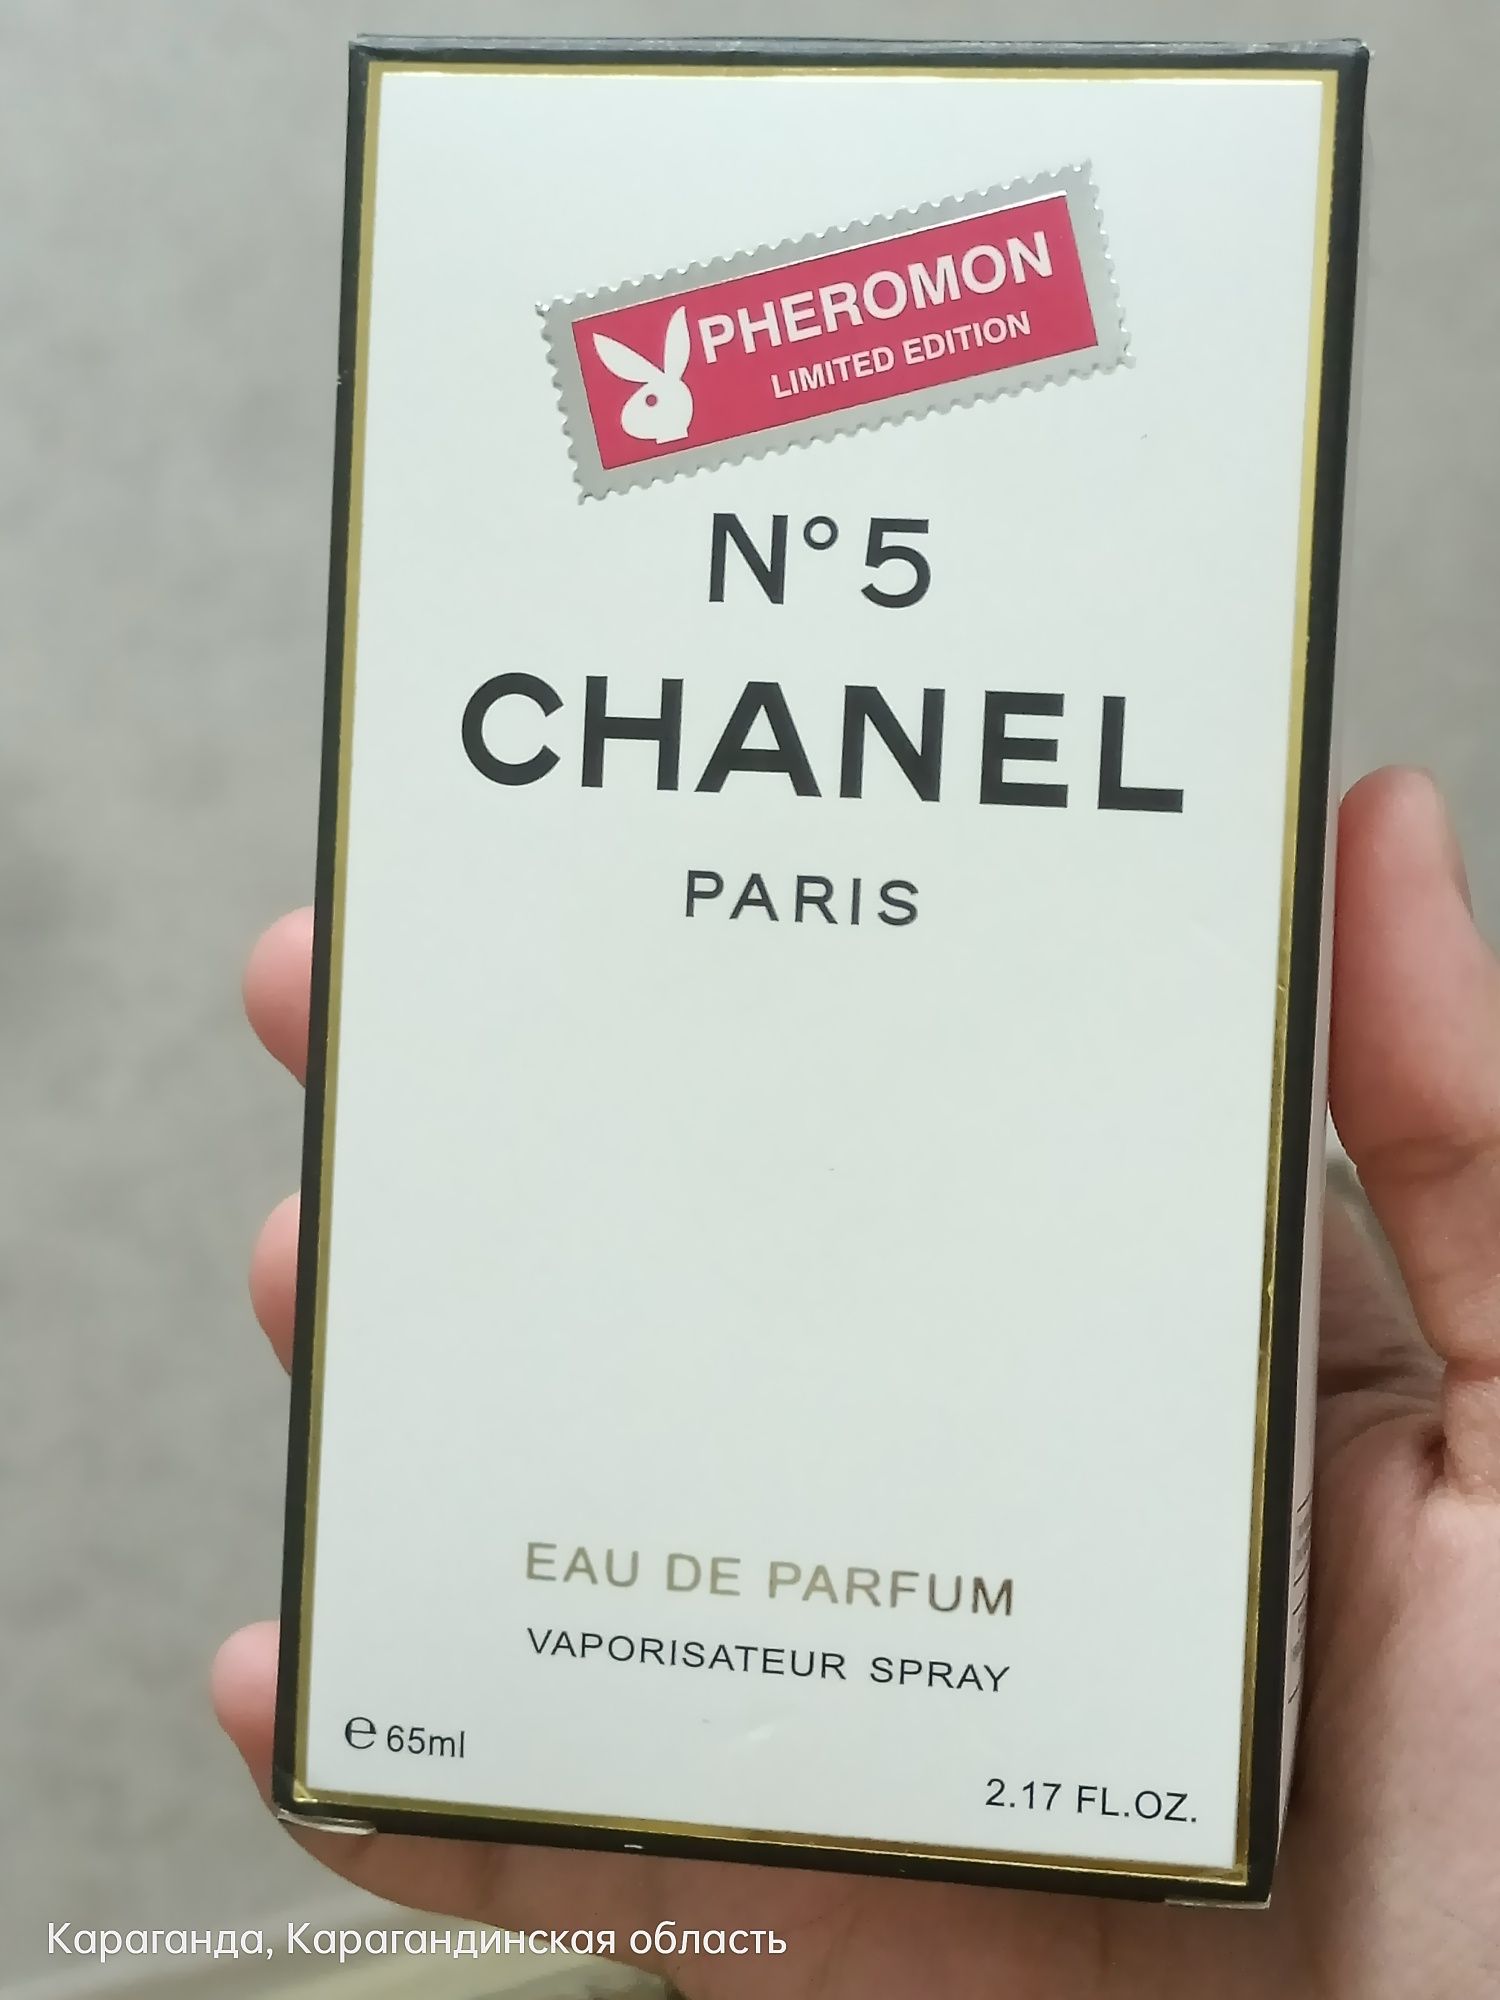 PHEROMON
LIMITED EDITION
N°5
CHANEL
PARIS
EAU DE PARFUM
VAPORISATEUR SPRAY
℮ 65ml
2.17 FL.OZ.
Караганда, Карагандинская область